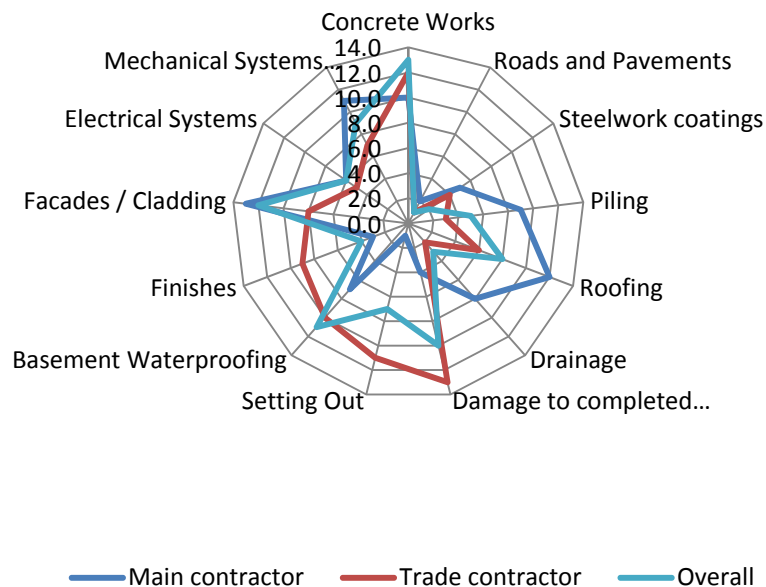 Concrete Works
14.0
Mechanical Systems...
Roads and Pavements
12.0
10.0
Electrical Systems
8.0
Steelwork coatings
6.0
4.0
Facades / Cladding
2.0
Piling
0.0
Finishes
Roofing
Basement Waterproofing
Drainage
Setting Out
Damage to completed...
Main contractor
Trade contractor
Overall